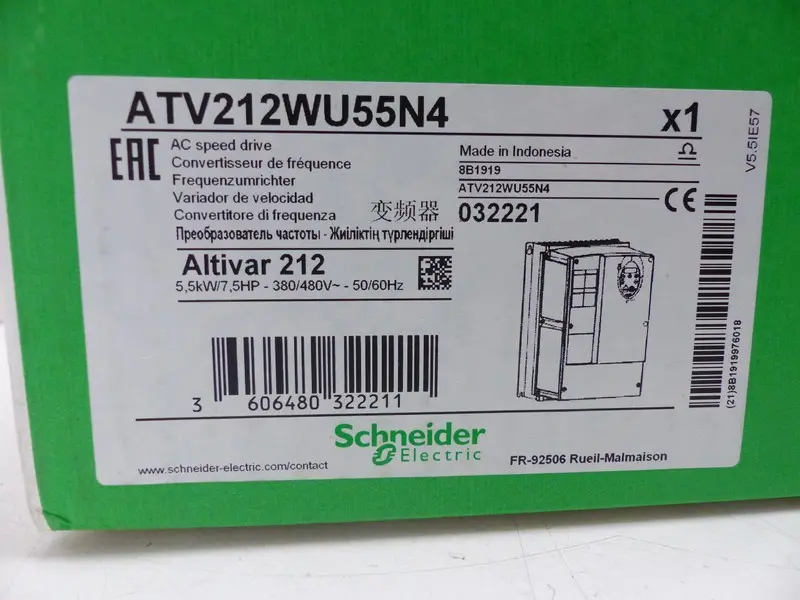 ATV212WU55N4
x1
EAC
AC speed drive
Convertisseur de fréquence
Frequenzumrichter
Variador de velocidad
Convertitore di frequenza
变频器
Преобразователь частоты - Жиіліктің түрлендіргіші
Made in Indonesia
8B1919
ATV212WU55N4
032221
CE
Altivar 212
5,5kW/7,5HP - 380/480V~ - 50/60Hz
3 606480 322211
Schneider
Electric
www.schneider-electric.com/contact
FR-92506 Rueil-Malmaison
V5.5IE57
(21)8B1919976018